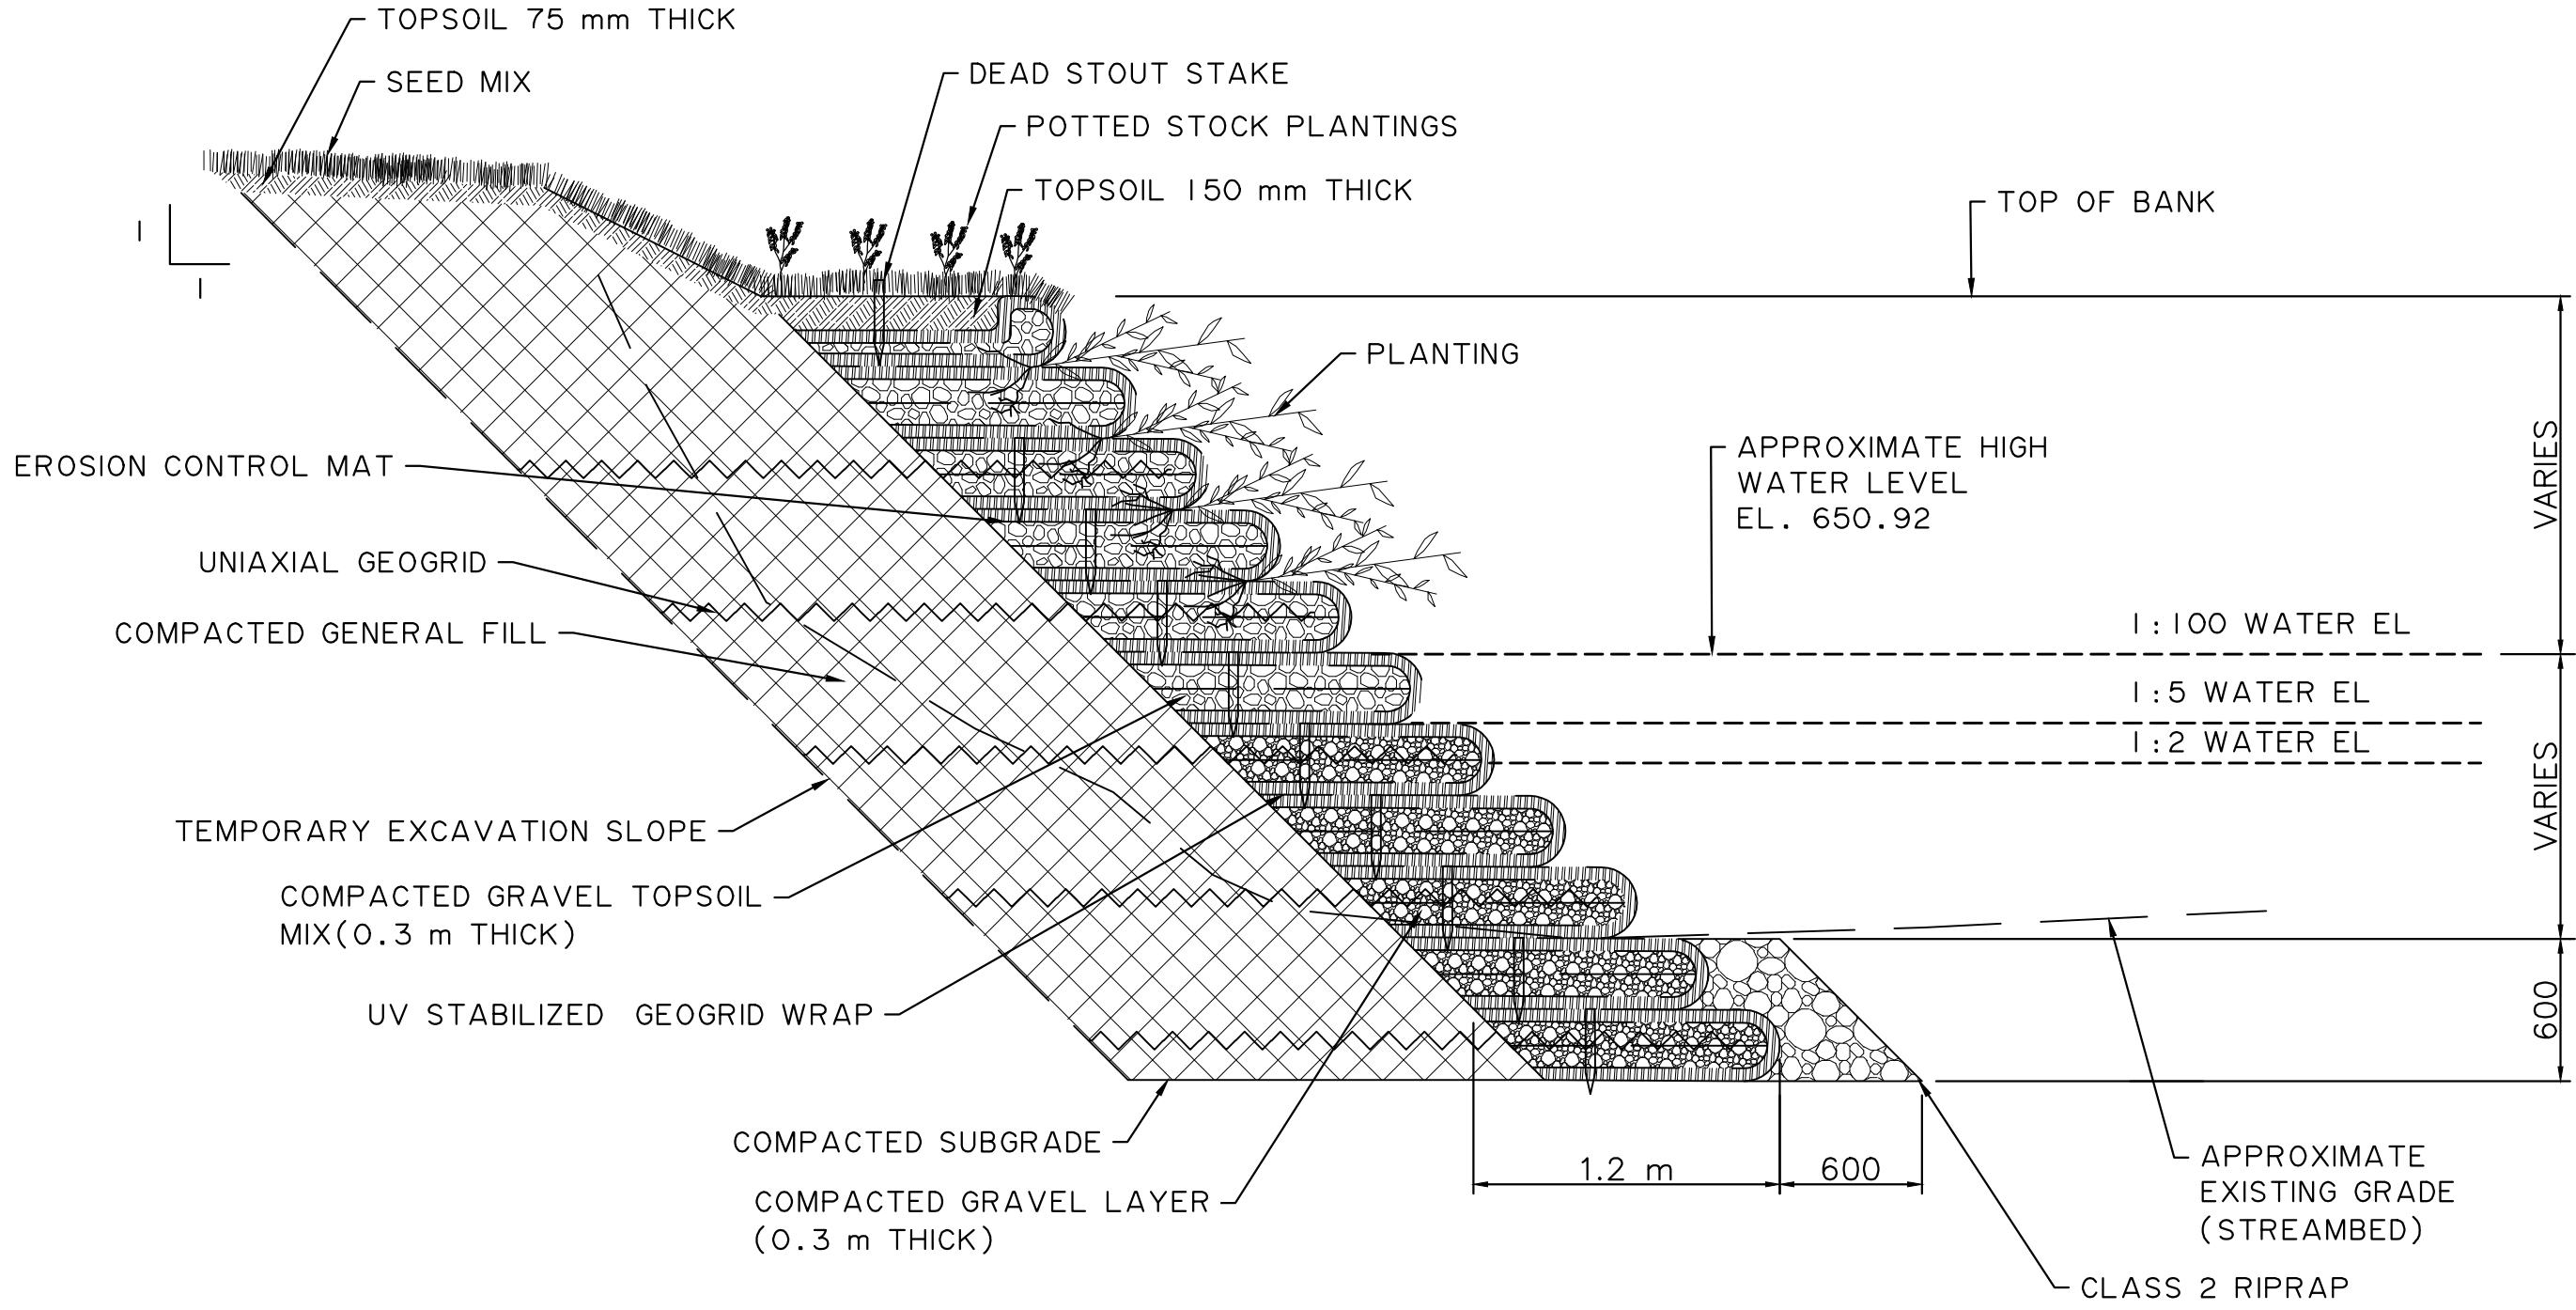 TOPSOIL 75 mm THICK
SEED MIX
DEAD STOUT STAKE
POTTED STOCK PLANTINGS
TOPSOIL 150 mm THICK
TOP OF BANK
1
1
PLANTING
EROSION CONTROL MAT
APPROXIMATE HIGH
WATER LEVEL
EL. 650.92
VARIES
UNIAXIAL GEOGRID
COMPACTED GENERAL FILL
1:100 WATER EL
1:5 WATER EL
1:2 WATER EL
VARIES
TEMPORARY EXCAVATION SLOPE
COMPACTED GRAVEL TOPSOIL
MIX(0.3 m THICK)
UV STABILIZED GEOGRID WRAP
600
COMPACTED SUBGRADE
1.2 m
600
COMPACTED GRAVEL LAYER
(0.3 m THICK)
APPROXIMATE
EXISTING GRADE
(STREAMBED)
CLASS 2 RIPRAP